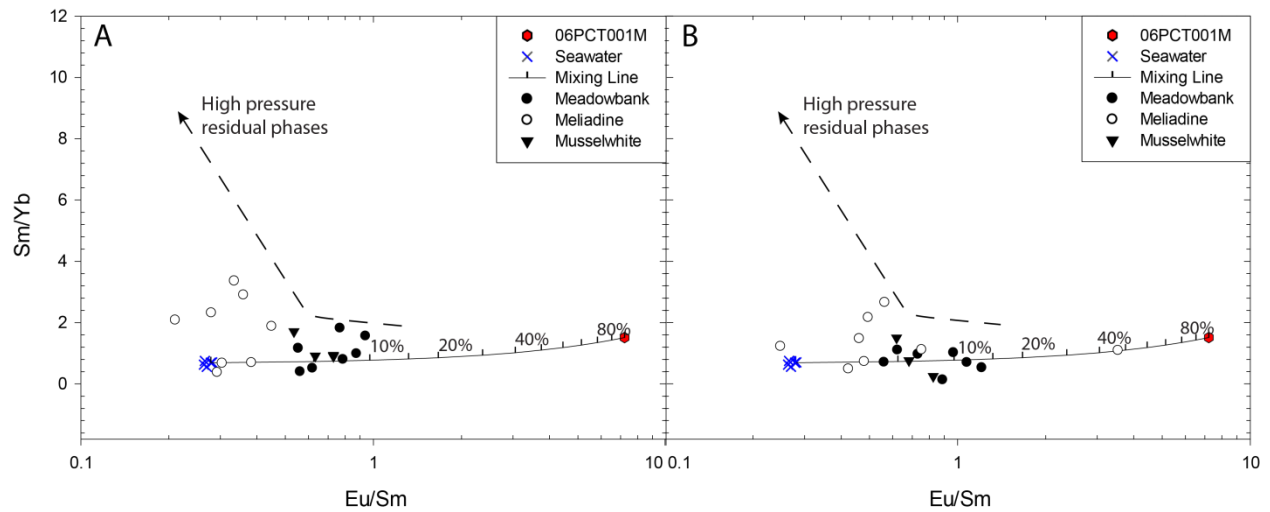 A
06PCT001M
Seawater
Mixing Line
Meadowbank
Meliadine
Musselwhite
High pressure
residual phases
10%
20%
40%
80%
12
10
8
6
4
2
0
Sm/Yb
0.1
1
10
Eu/Sm
B
06PCT001M
Seawater
Mixing Line
Meadowbank
Meliadine
Musselwhite
High pressure
residual phases
10%
20%
40%
80%
0.1
1
10
Eu/Sm